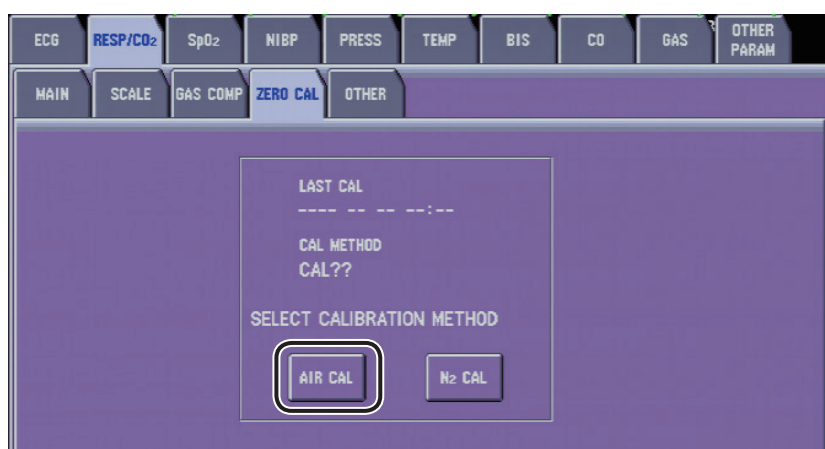 ECG RESP/CO2 SpO2 NIBP PRESS TEMP BIS CO GAS OTHER PARAM
MAIN SCALE GAS COMP ZERO CAL OTHER
LAST CAL
---- -- -- --:--
CAL METHOD
CAL??
SELECT CALIBRATION METHOD
AIR CAL N2 CAL